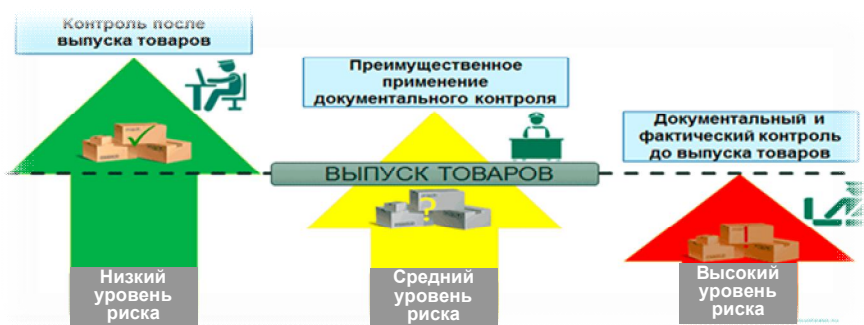 Контроль после
выпуска товаров
Преимущественное
применение
документального контроля
Документальный и
фактический контроль
до выпуска товаров
ВЫПУСК ТОВАРОВ
?
Низкий
уровень
риска
Средний
уровень
риска
Высокий
уровень
риска